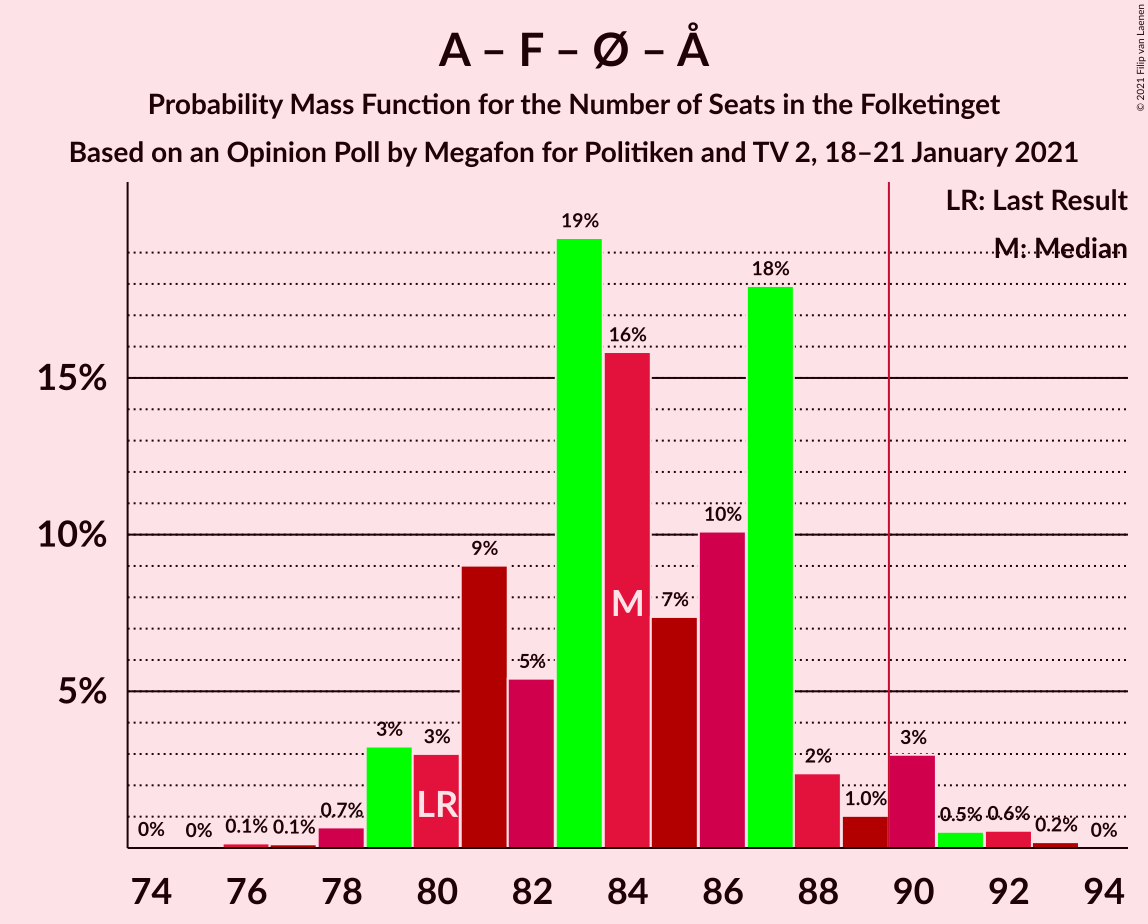 A – F – Ø – Å
Probability Mass Function for the Number of Seats in the Folketinget
Based on an Opinion Poll by Megafon for Politiken and TV 2, 18–21 January 2021
© 2021 Filip van Laenen
LR: Last Result
M: Median
15%
10%
5%
0%
0%
0.1%
0.1%
0.7%
3%
3%
9%
5%
19%
16%
7%
10%
18%
2%
1.0%
3%
0.5%
0.6%
0.2%
0%
LR
M
74 76 78 80 82 84 86 88 90 92 94